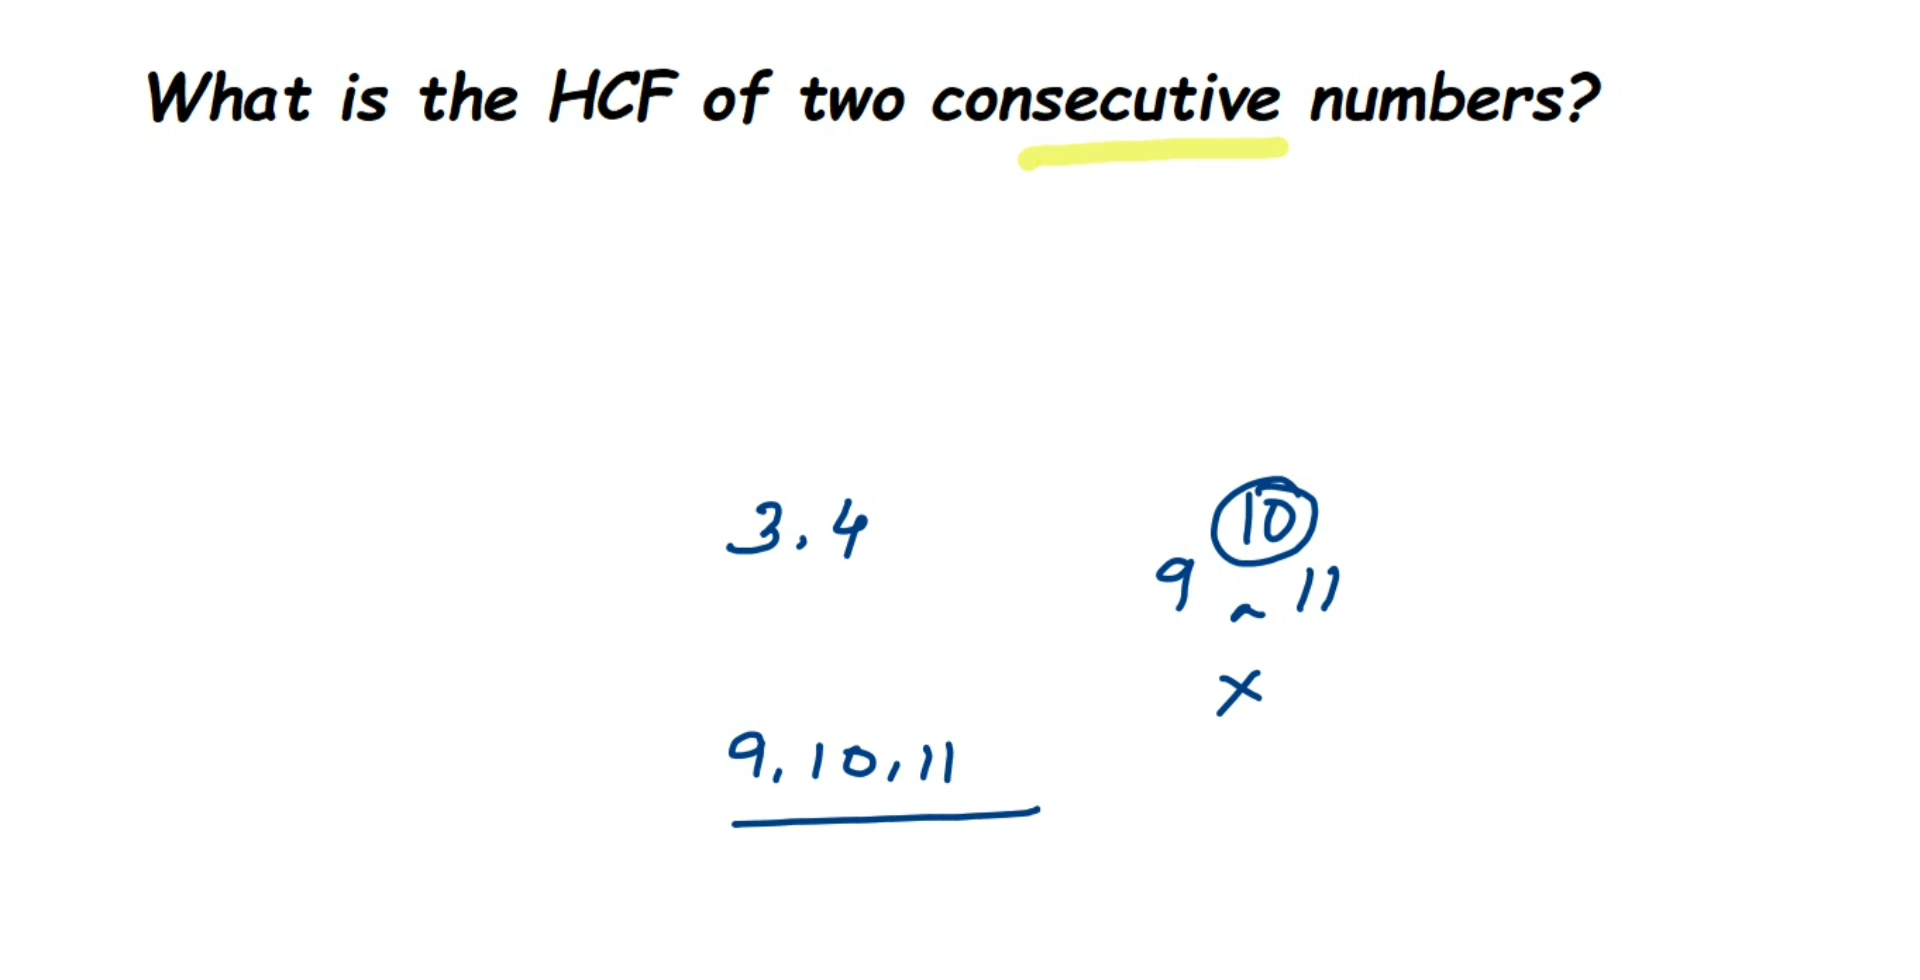 What is the HCF of two consecutive numbers?
3, 4
10
9 ~ 11
x
9, 10, 11